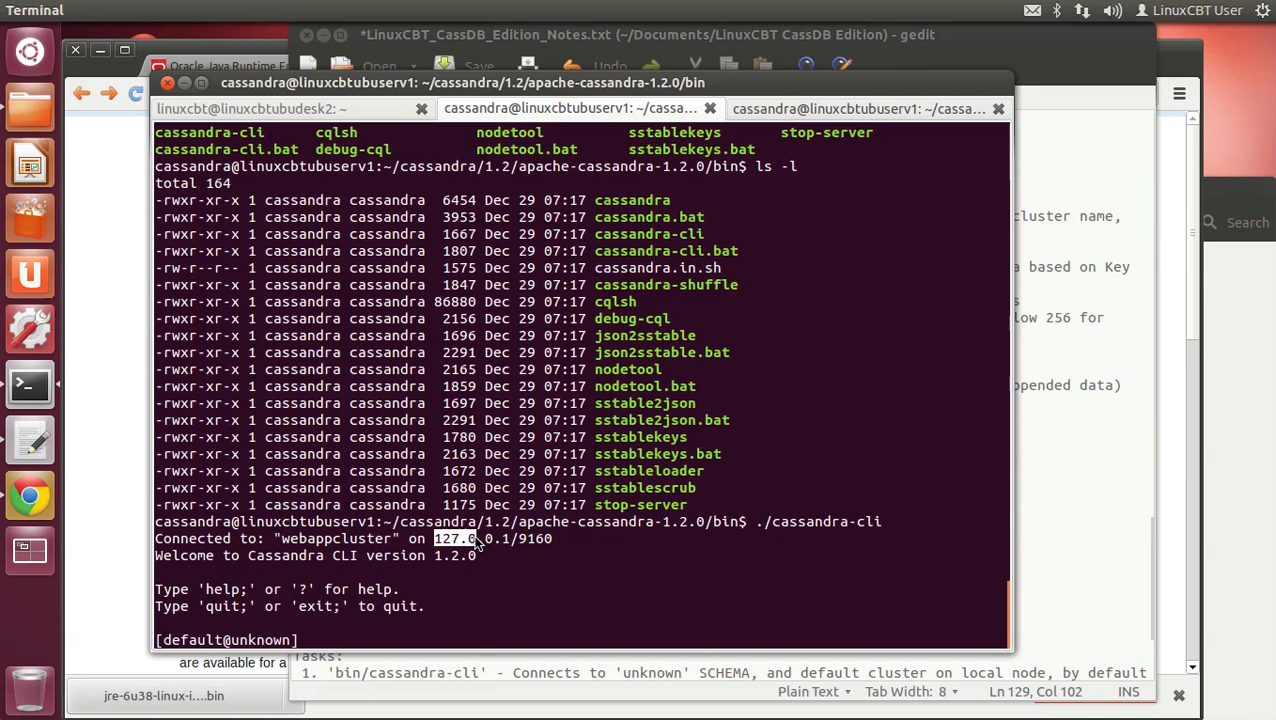 Terminal
LinuxCBT User
*LinuxCBT_CassDB_Edition_Notes.txt (~/Documents/LinuxCBT CassDB Edition) - gedit
Oracle Java Runtime E
Open
Save
Undo
cassandra@linuxcbtubuserv1: ~/cassandra/1.2/apache-cassandra-1.2.0/bin
linuxcbt@linuxcbtubudesk2: ~
cassandra@linuxcbtubuserv1: ~/cassa...
cassandra@linuxcbtubuserv1: ~/cassa...
cassandra-cli cqlsh nodetool sstablekeys stop-server
cassandra-cli.bat debug-cql nodetool.bat sstablekeys.bat
cassandra@linuxcbtubuserv1:~/cassandra/1.2/apache-cassandra-1.2.0/bin$ ls -l
total 164
-rwxr-xr-x 1 cassandra cassandra 6454 Dec 29 07:17 cassandra
-rwxr-xr-x 1 cassandra cassandra 3953 Dec 29 07:17 cassandra.bat
-rwxr-xr-x 1 cassandra cassandra 1667 Dec 29 07:17 cassandra-cli
-rwxr-xr-x 1 cassandra cassandra 1807 Dec 29 07:17 cassandra-cli.bat
-rw-r--r-- 1 cassandra cassandra 1575 Dec 29 07:17 cassandra.in.sh
-rwxr-xr-x 1 cassandra cassandra 1847 Dec 29 07:17 cassandra-shuffle
-rwxr-xr-x 1 cassandra cassandra 86880 Dec 29 07:17 cqlsh
-rwxr-xr-x 1 cassandra cassandra 2156 Dec 29 07:17 debug-cql
-rwxr-xr-x 1 cassandra cassandra 1696 Dec 29 07:17 json2sstable
-rwxr-xr-x 1 cassandra cassandra 2291 Dec 29 07:17 json2sstable.bat
-rwxr-xr-x 1 cassandra cassandra 2165 Dec 29 07:17 nodetool
-rwxr-xr-x 1 cassandra cassandra 1859 Dec 29 07:17 nodetool.bat
-rwxr-xr-x 1 cassandra cassandra 1697 Dec 29 07:17 sstable2json
-rwxr-xr-x 1 cassandra cassandra 2291 Dec 29 07:17 sstable2json.bat
-rwxr-xr-x 1 cassandra cassandra 1780 Dec 29 07:17 sstablekeys
-rwxr-xr-x 1 cassandra cassandra 2163 Dec 29 07:17 sstablekeys.bat
-rwxr-xr-x 1 cassandra cassandra 1672 Dec 29 07:17 sstableloader
-rwxr-xr-x 1 cassandra cassandra 1680 Dec 29 07:17 sstablescrub
-rwxr-xr-x 1 cassandra cassandra 1175 Dec 29 07:17 stop-server
cassandra@linuxcbtubuserv1:~/cassandra/1.2/apache-cassandra-1.2.0/bin$ ./cassandra-cli
Connected to: "webappcluster" on 127.0.0.1/9160
Welcome to Cassandra CLI version 1.2.0
Type 'help;' or '?' for help.
Type 'quit;' or 'exit;' to quit.
[default@unknown]
cluster name,
Search
a based on Key
s
low 256 for
opended data)
are available for a
Tasks:
1. 'bin/cassandra-cli' - Connects to 'unknown' SCHEMA, and default cluster on local node, by default
jre-6u38-linux-i....bin
Plain Text
Tab Width: 8
Ln 129, Col 102
INS